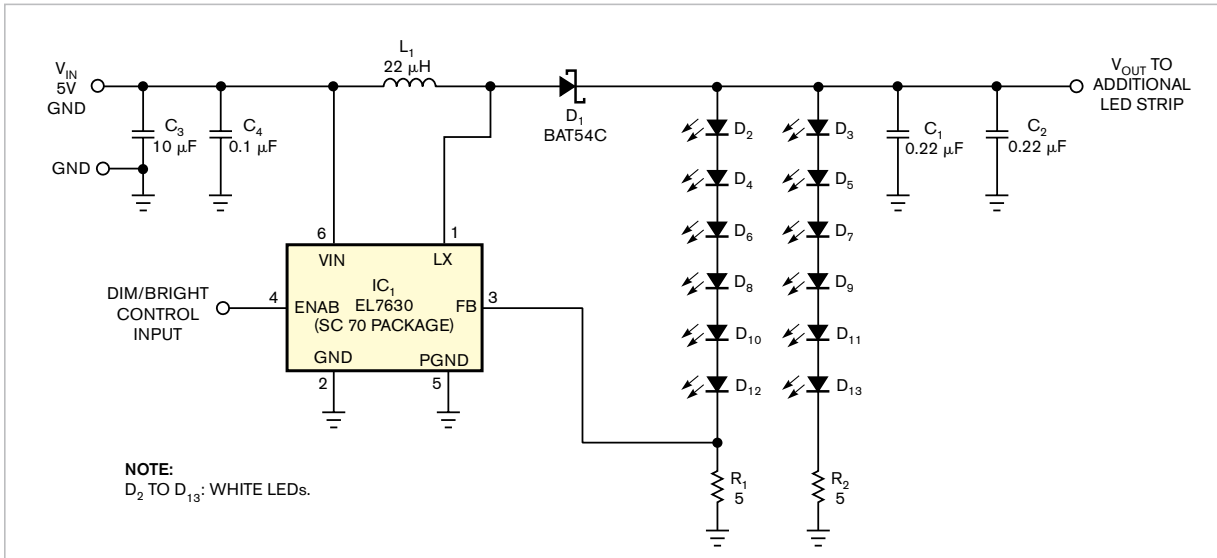 L₁
22 µH
V_IN
5V
GND
C₃
10 µF
C₄
0.1 µF
GND
D₁
BAT54C
V_OUT TO
ADDITIONAL
LED STRIP
D₂
D₃
C₁
0.22 µF
C₂
0.22 µF
D₄
D₅
D₆
D₇
D₈
D₉
D₁₀
D₁₁
D₁₂
D₁₃
6
1
VIN
LX
IC₁
EL7630
(SC 70 PACKAGE)
DIM/BRIGHT
CONTROL
INPUT
4
ENAB
FB
3
GND
PGND
2
5
R₁
5
R₂
5
NOTE:
D₂ TO D₁₃: WHITE LEDs.